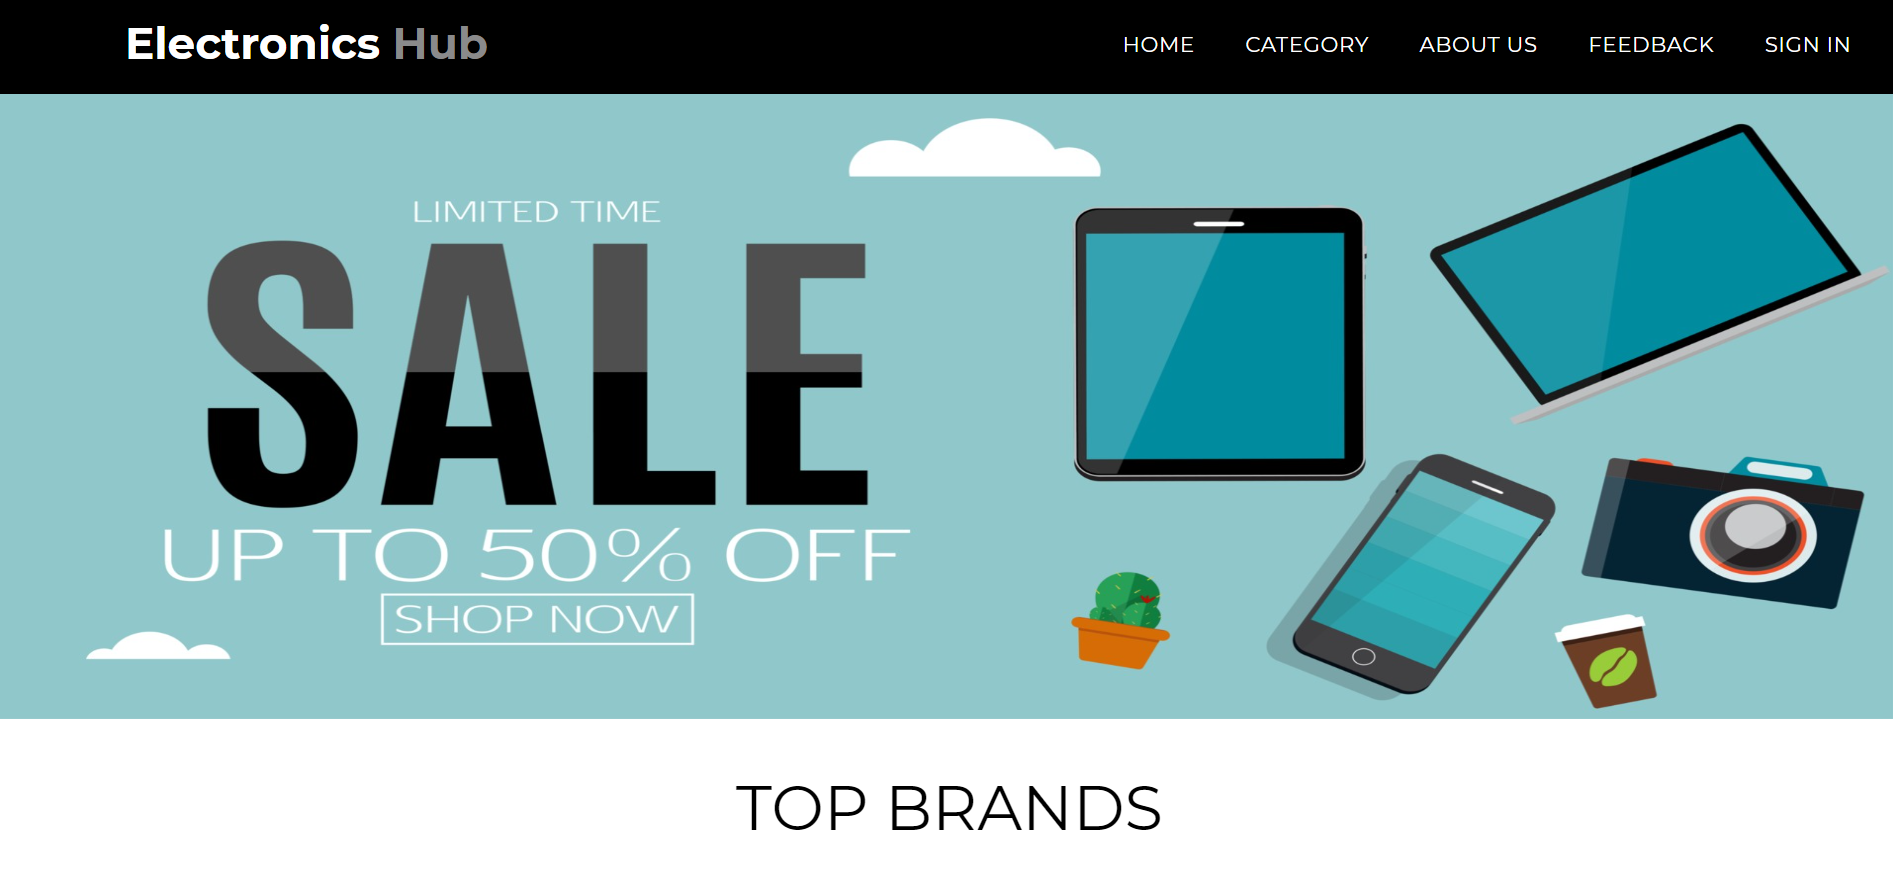 Electronics Hub
HOME CATEGORY ABOUT US FEEDBACK SIGN IN
LIMITED TIME
SALE
UP TO 50% OFF
SHOP NOW
TOP BRANDS